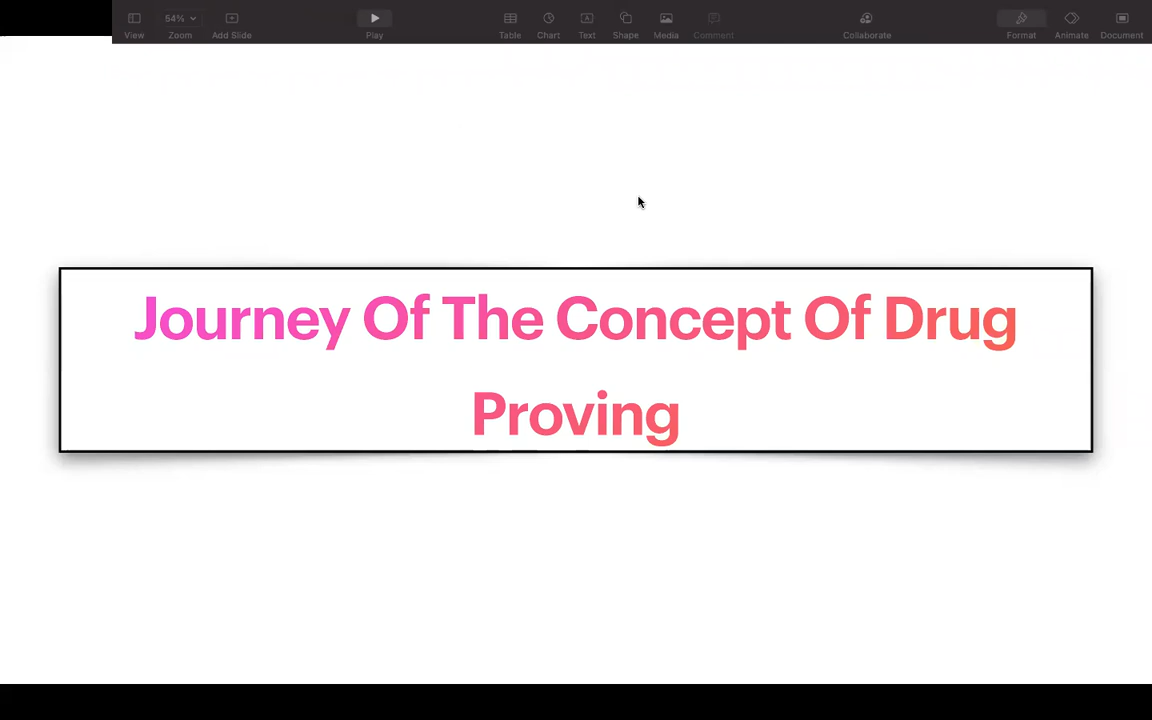 54%
View Zoom Add Slide Play Table Chart Text Shape Media Comment Collaborate Format Animate Document
Journey Of The Concept Of Drug
Proving